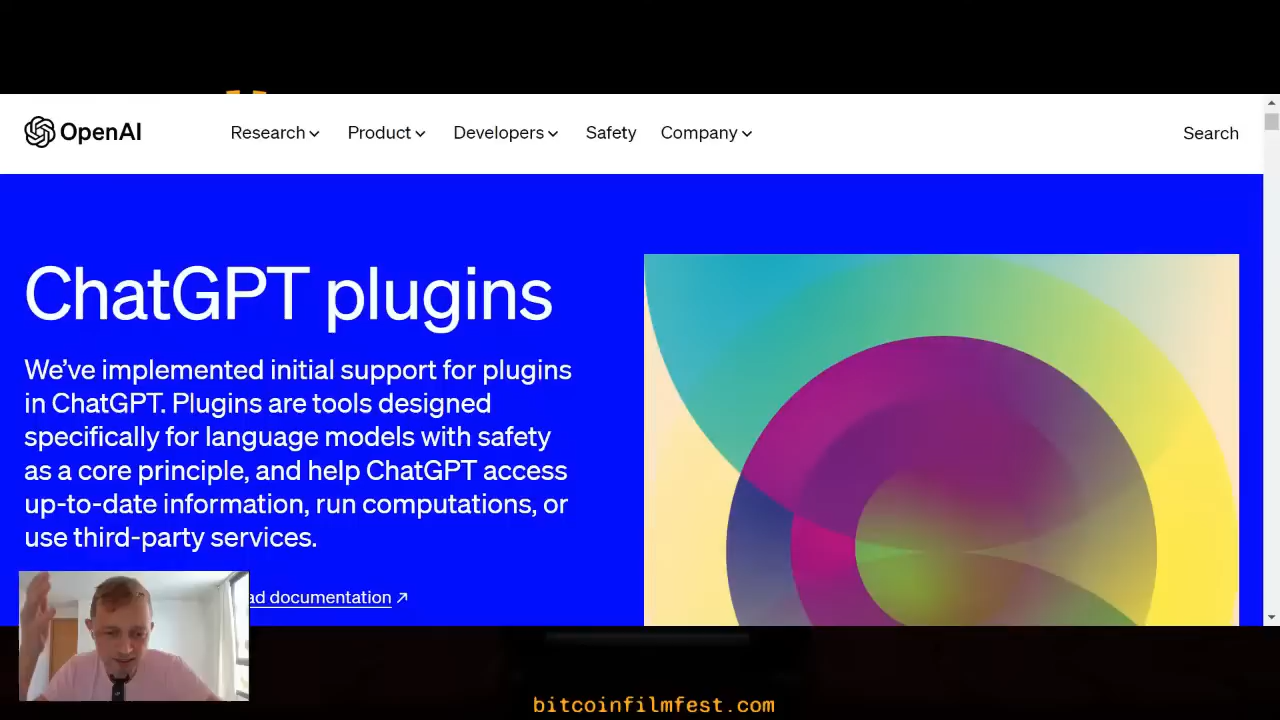 OpenAI
Research
Product
Developers
Safety
Company
Search
ChatGPT plugins
We’ve implemented initial support for plugins
in ChatGPT. Plugins are tools designed
specifically for language models with safety
as a core principle, and help ChatGPT access
up-to-date information, run computations, or
use third-party services.
documentation ↗
bitcoinfilmfest.com